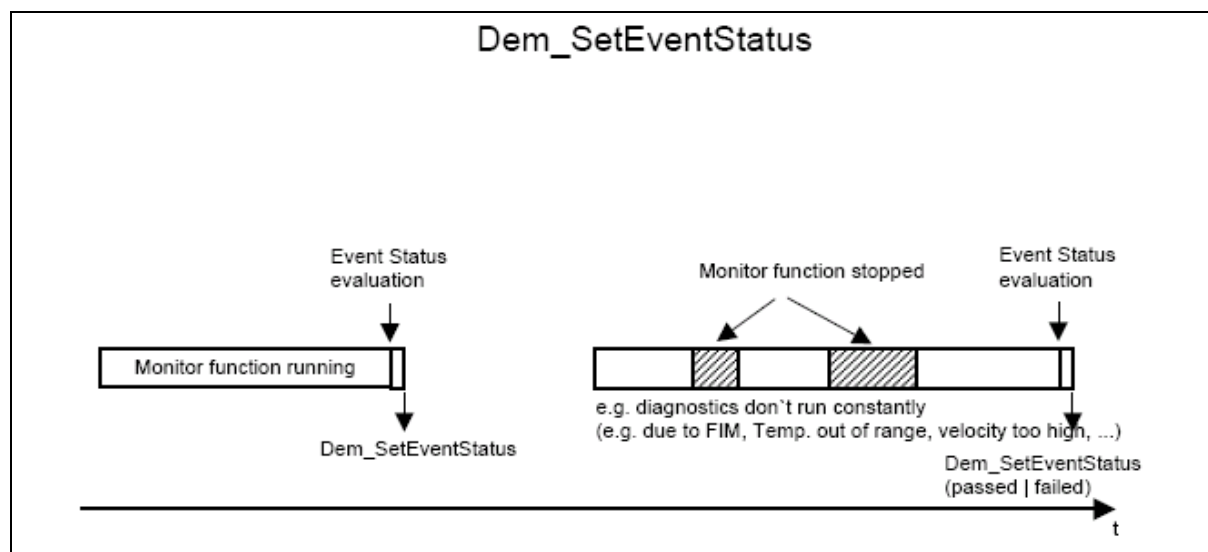 Dem_SetEventStatus
Event Status
evaluation
Monitor function running
Dem_SetEventStatus
Monitor function stopped
Event Status
evaluation
e.g. diagnostics don`t run constantly
(e.g. due to FIM, Temp. out of range, velocity too high, ...)
Dem_SetEventStatus
(passed | failed)
t